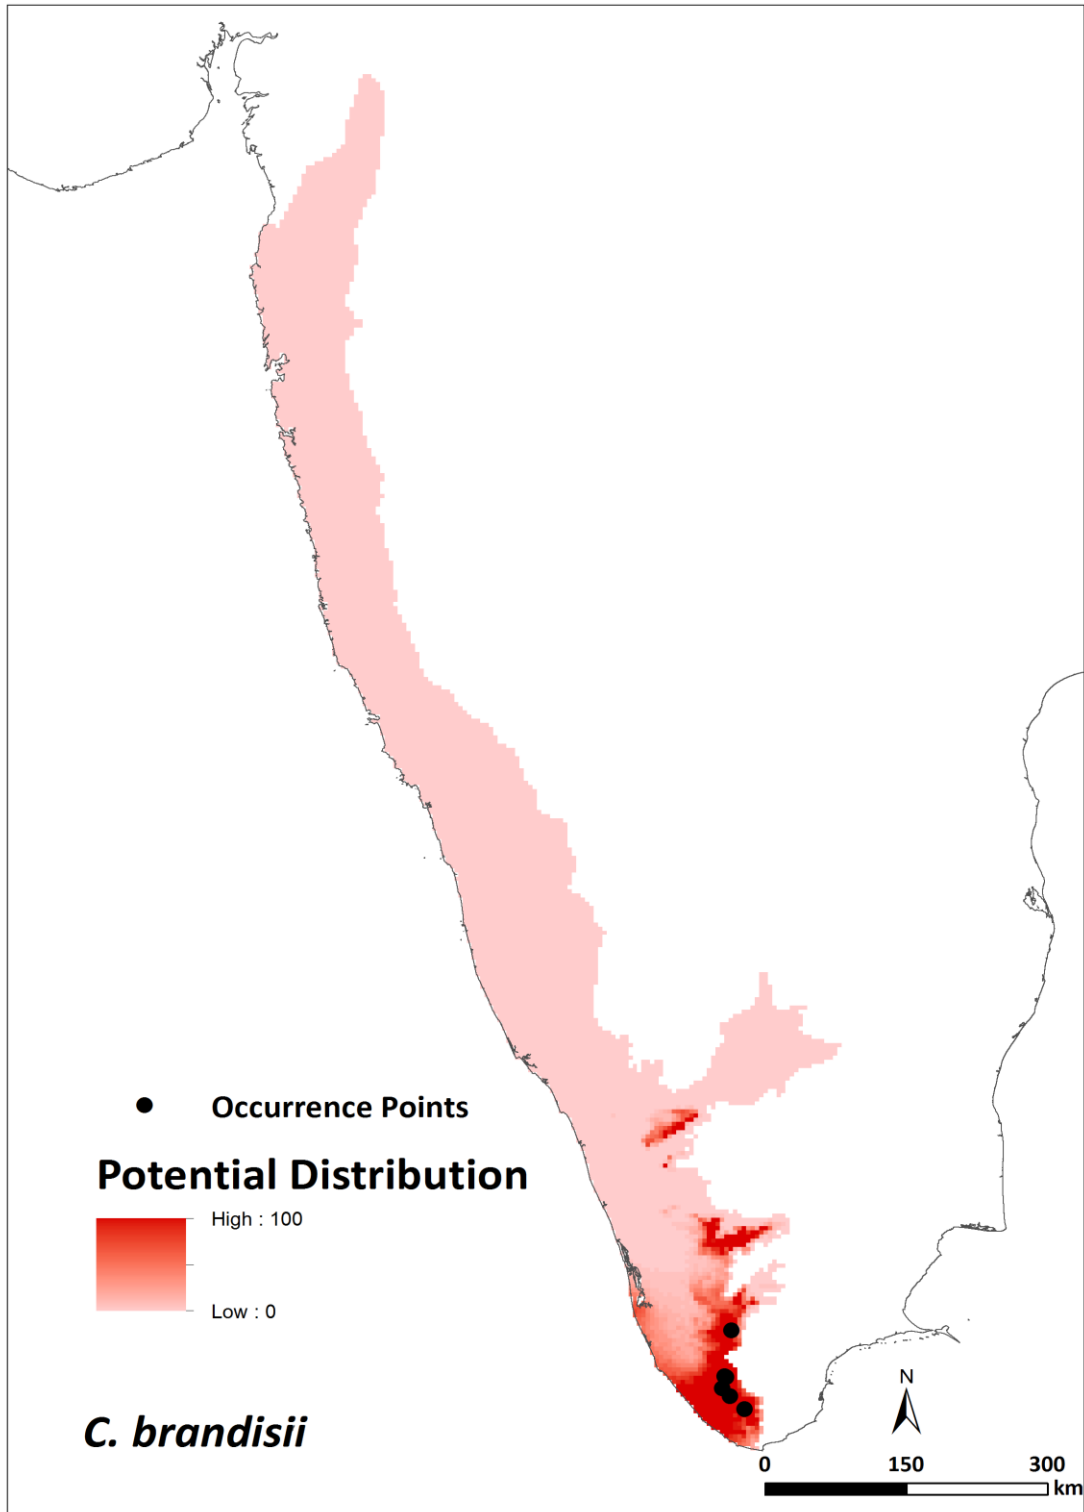 Occurrence Points
Potential Distribution
High : 100
Low : 0
C. brandisii
N
0 150 300
km